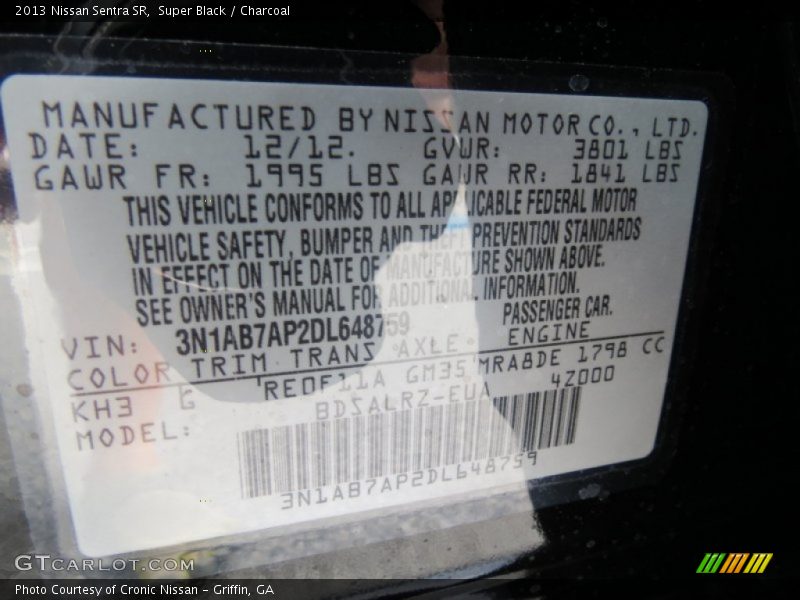 2013 Nissan Sentra SR, Super Black / Charcoal
MANUFACTURED BY NISSAN MOTOR CO., LTD.
DATE: 12/12. GVWR: 3801 LBS
GAWR FR: 1995 LBS GAWR RR: 1841 LBS
THIS VEHICLE CONFORMS TO ALL APPLICABLE FEDERAL MOTOR
VEHICLE SAFETY, BUMPER AND THEFT PREVENTION STANDARDS
IN EFFECT ON THE DATE OF MANUFACTURE SHOWN ABOVE.
SEE OWNER'S MANUAL FOR ADDITIONAL INFORMATION.
VIN: 3N1AB7AP2DL648759 PASSENGER CAR.
COLOR TRIM TRANS AXLE ENGINE
KH3 G RE0F11A GM35 MRA8DE 1798 CC
MODEL: BDSALRZ-EUA 4Z000
3N1AB7AP2DL648759
GTCARLOT.COM
Photo Courtesy of Cronic Nissan - Griffin, GA